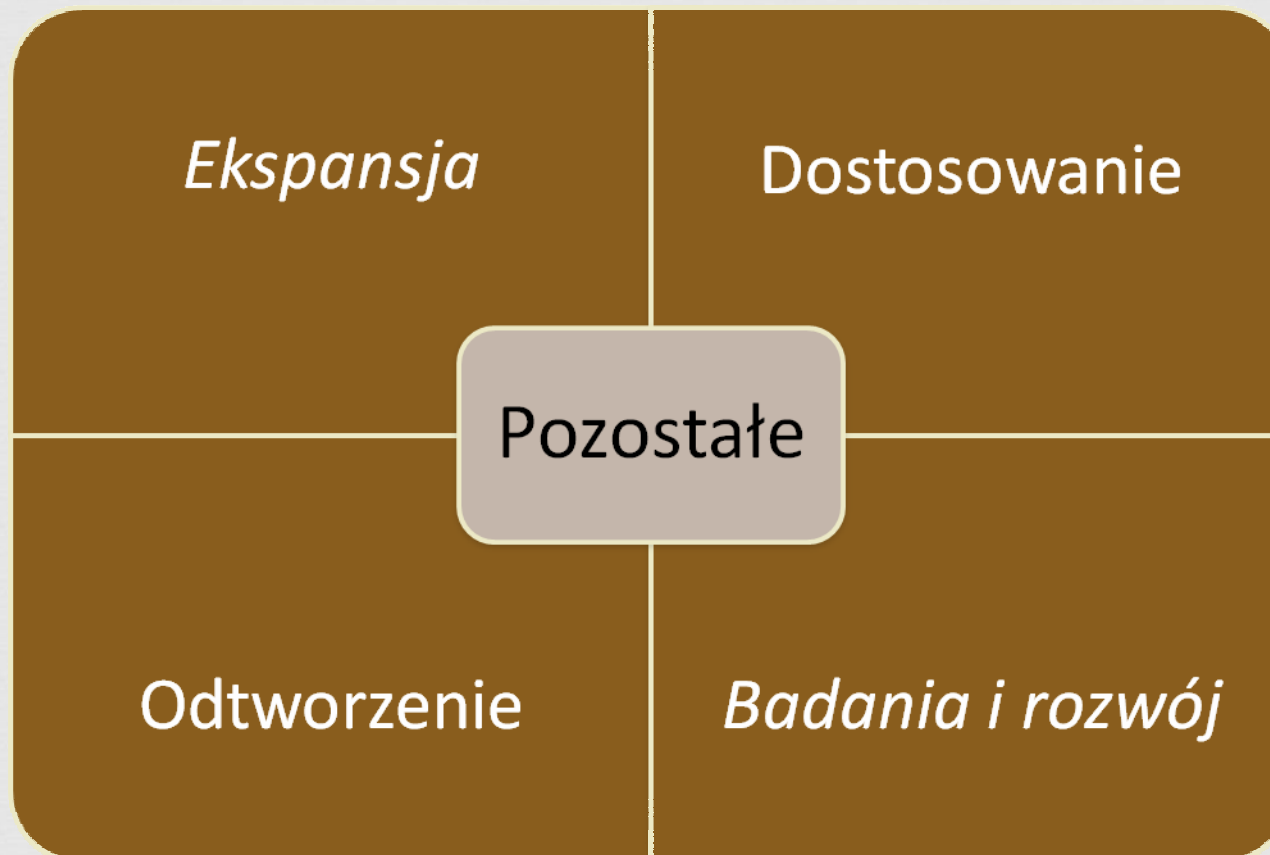 Ekspansja
Dostosowanie
Pozostałe
Odtworzenie
Badania i rozwój